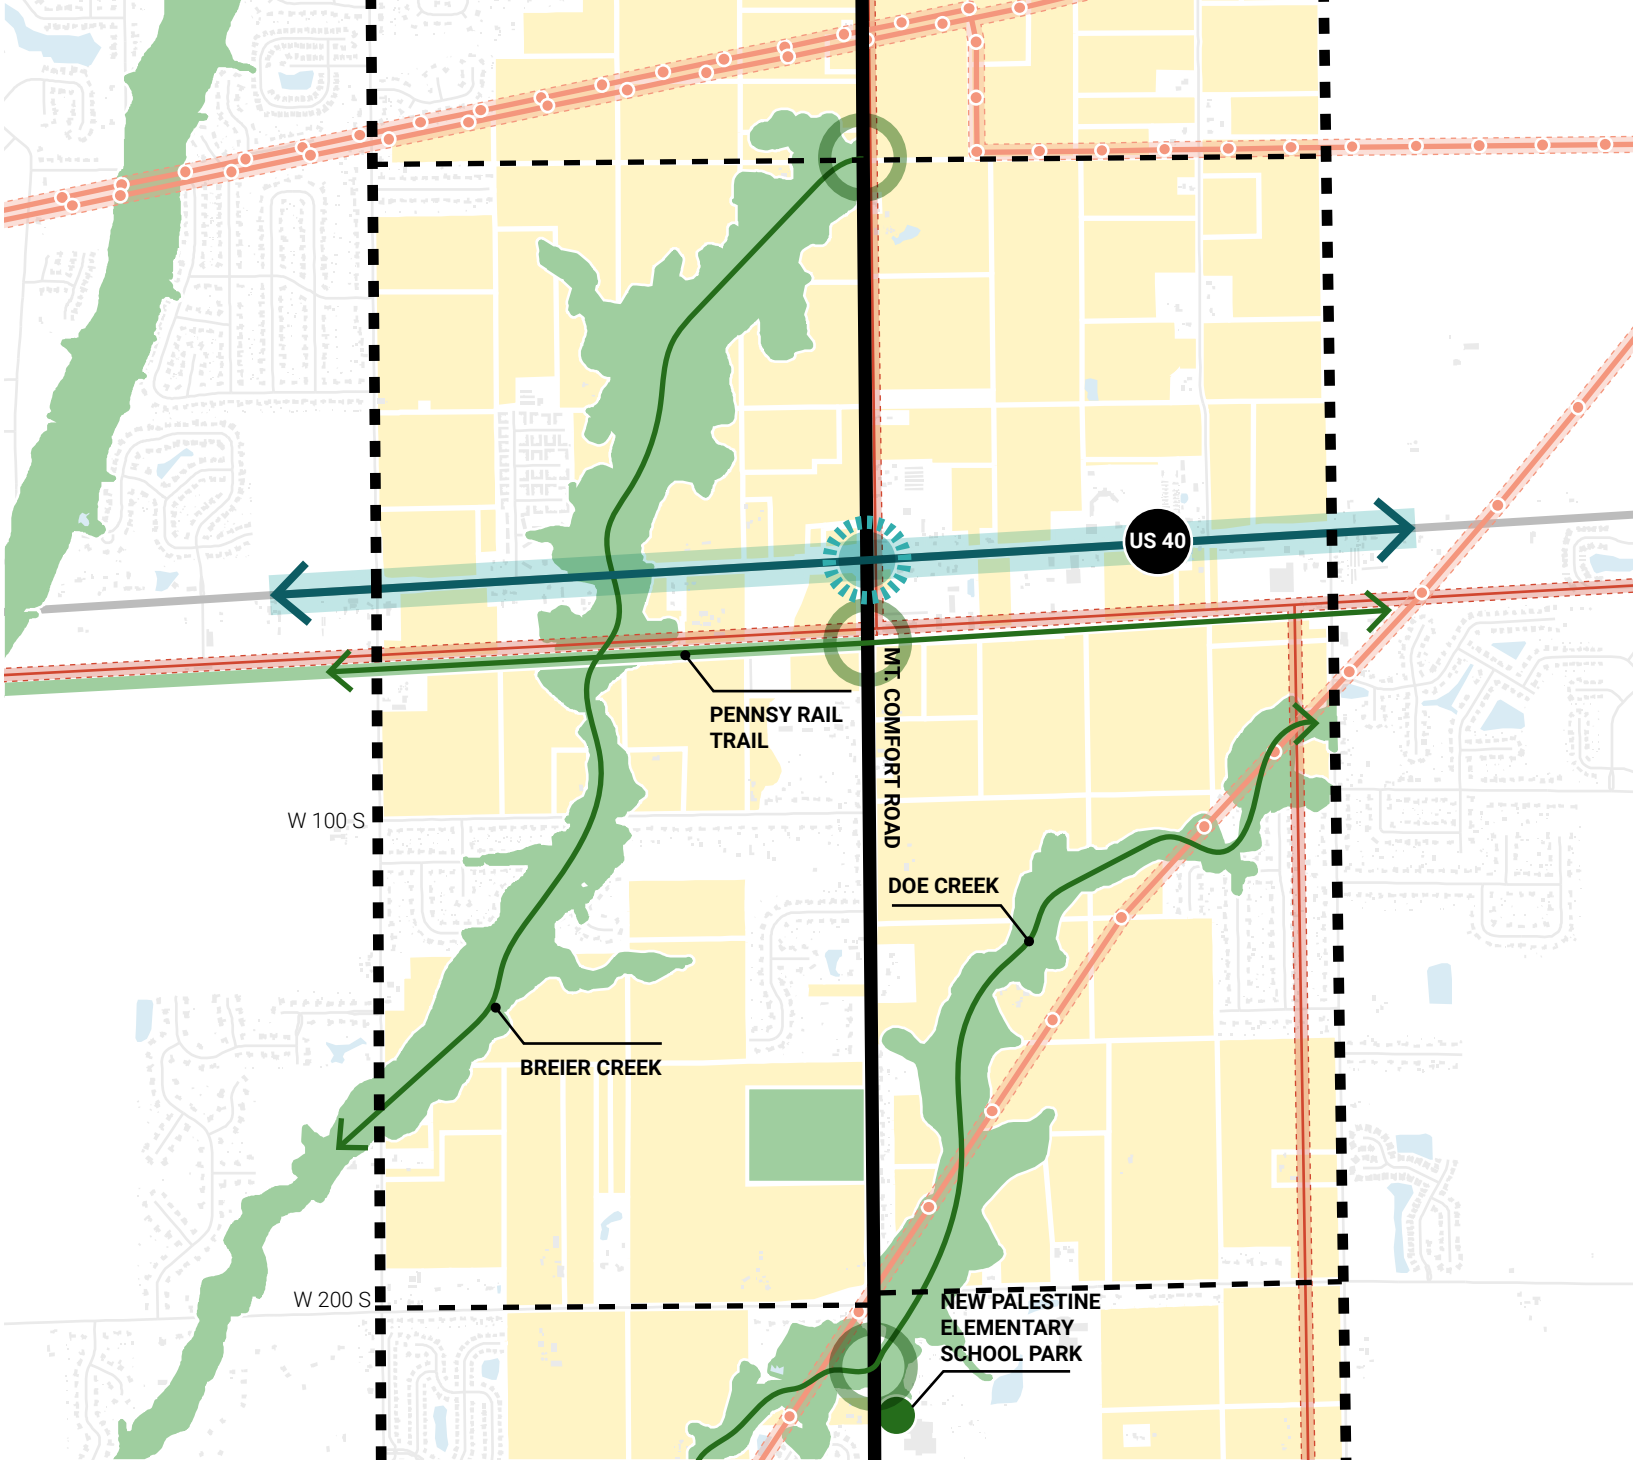 US 40
MT. COMFORT ROAD
PENNSY RAIL
TRAIL
W 100 S
DOE CREEK
BREIER CREEK
W 200 S
NEW PALESTINE
ELEMENTARY
SCHOOL PARK